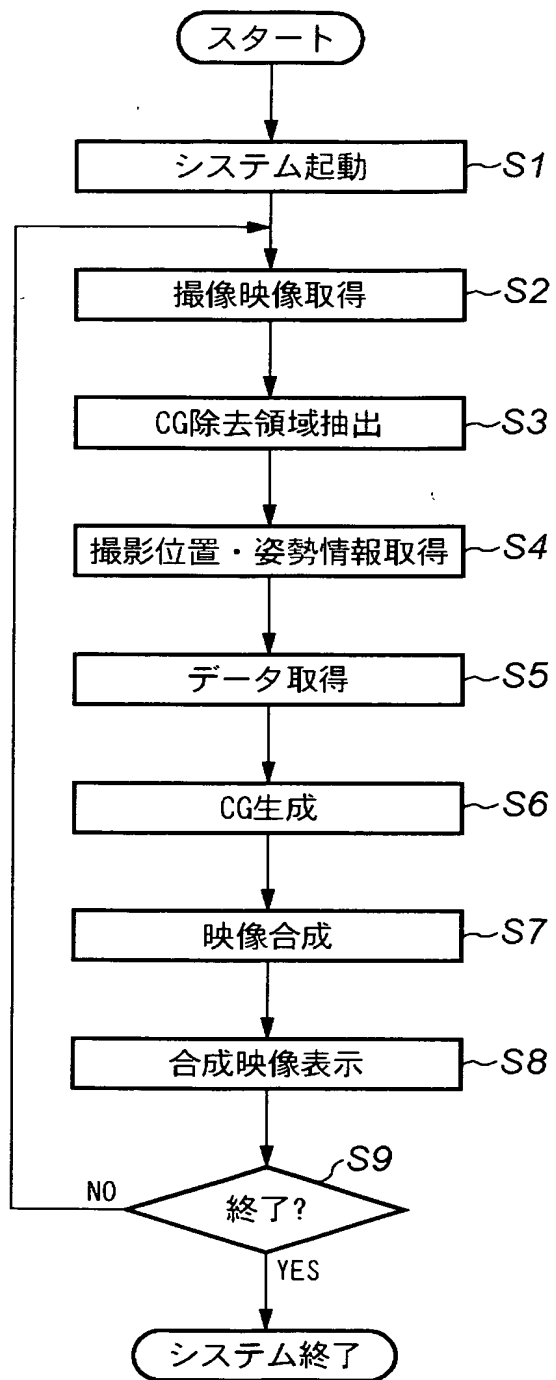 スタート
システム起動
S1
撮像映像取得
S2
CG除去領域抽出
S3
撮影位置・姿勢情報取得
S4
データ取得
S5
CG生成
S6
映像合成
S7
合成映像表示
S8
S9
終了?
NO
YES
システム終了